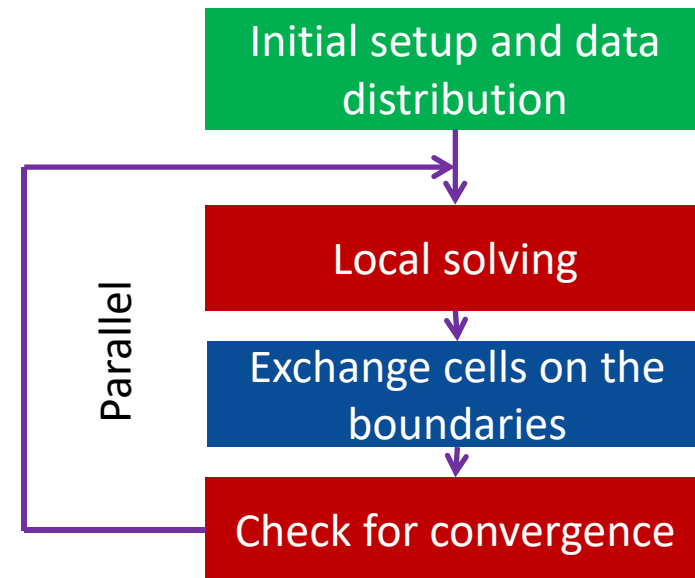 Initial setup and data
distribution
Local solving
Parallel
Exchange cells on the
boundaries
Check for convergence